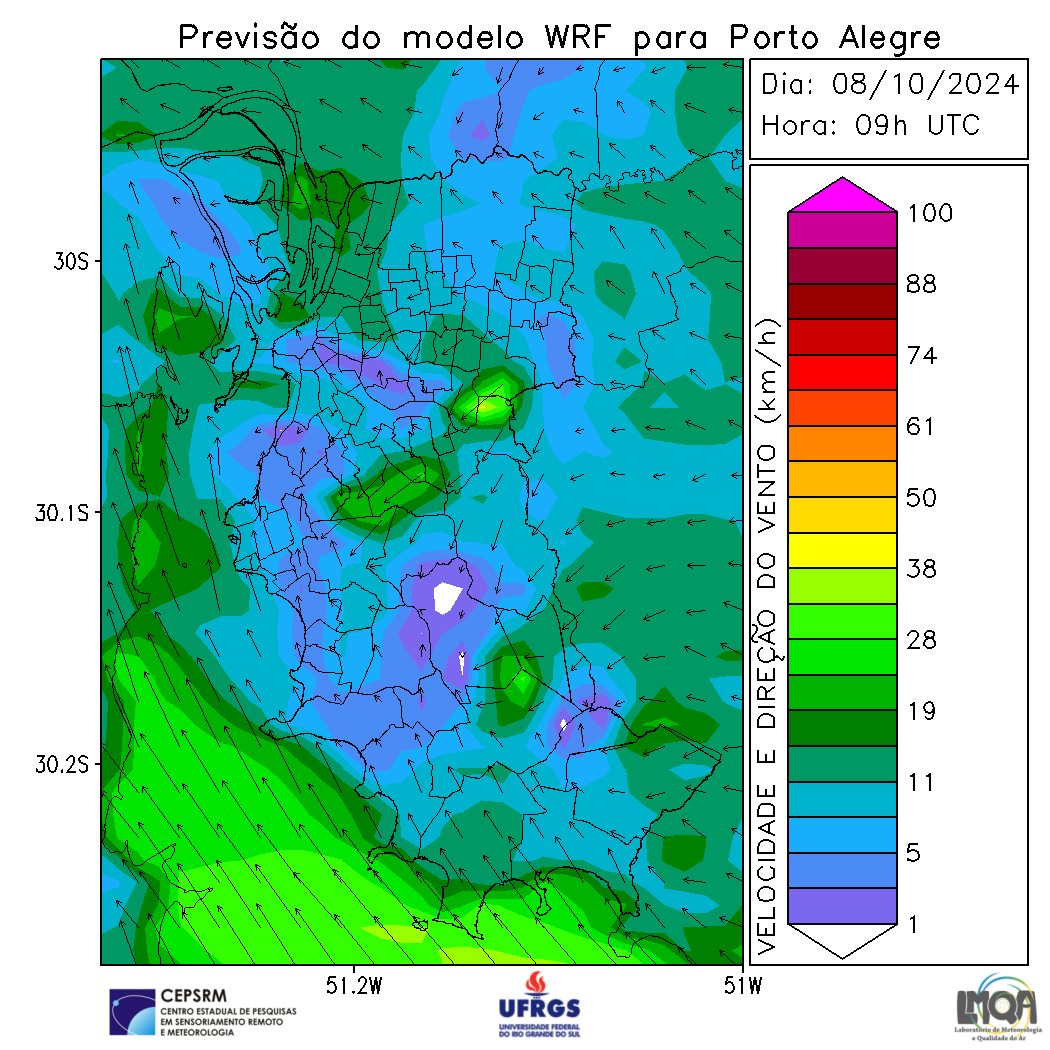 Previsão do modelo WRF para Porto Alegre
Dia: 08/10/2024
Hora: 09h UTC
30S
30.1S
30.2S
51.2W
51W
VELOCIDADE E DIREÇÃO DO VENTO (km/h)
100
88
74
61
50
38
28
19
11
5
1
CEPSRM
CENTRO ESTADUAL DE PESQUISAS
EM SENSORIAMENTO REMOTO
E METEOROLOGIA
UFRGS
UNIVERSIDADE FEDERAL
DO RIO GRANDE DO SUL
LMQA
Laboratório de Meteorologia
e Qualidade do Ar